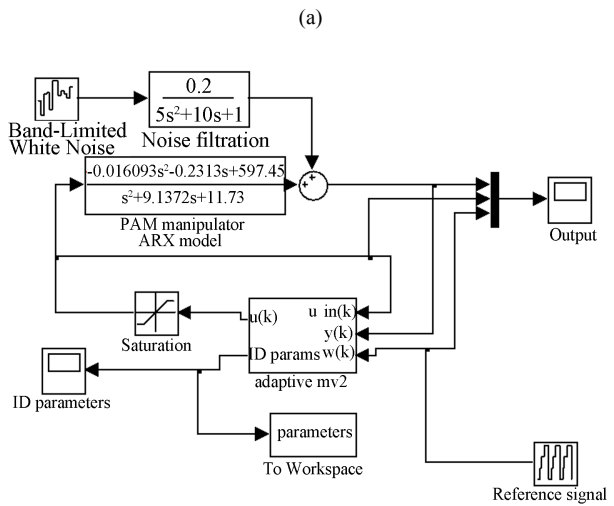 (a)
0.2
5s²+10s+1
Band-Limited
White Noise
Noise filtration
-0.016093s²-0.2313s+597.45
s²+9.1372s+11.73
++
PAM manipulator
ARX model
Output
u(k)
u in(k)
y(k)
ID params w(k)
Saturation
adaptive mv2
ID parameters
parameters
To Workspace
Reference signal